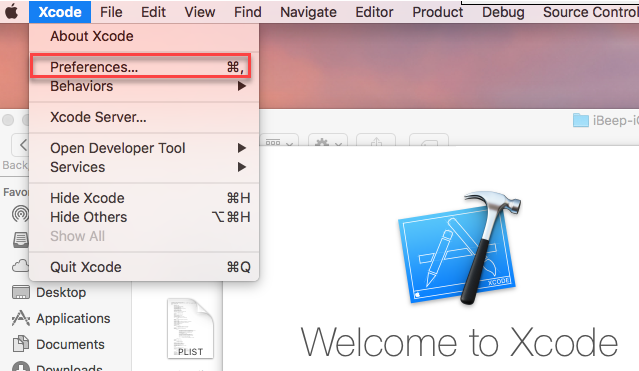 Xcode File Edit View Find Navigate Editor Product Debug Source Control
About Xcode
Preferences... ⌘,
Behaviors
Xcode Server...
Open Developer Tool
Services
Hide Xcode ⌘H
Hide Others ⌥⌘H
Show All
Quit Xcode ⌘Q
iBeep-i
Back
Favo
Desktop
Applications
Documents
Downloads
PLIST
XCODE
Welcome to Xcode